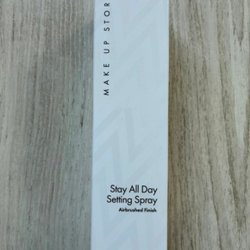 MAKE UP STOR
Stay All Day
Setting Spray
Airbrushed Finish